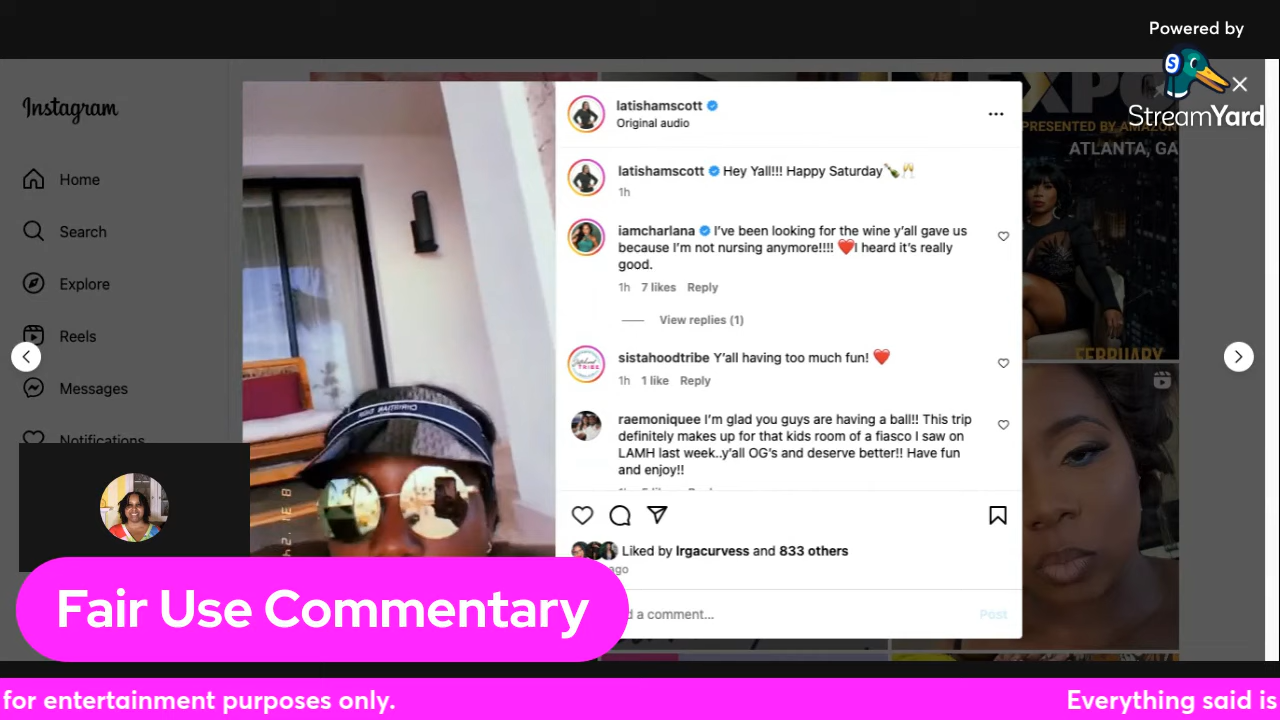 Powered by
StreamYard
Instagram
Home
Search
Explore
Reels
Messages
Notifications
latishamscott
Original audio
latishamscott Hey Yall!!! Happy Saturday🍾🥂
1h
iamcharlana I've been looking for the wine y'all gave us
because I'm not nursing anymore!!!! ❤️I heard it's really
good.
1h 7 likes Reply
View replies (1)
sistahoodtribe Y'all having too much fun! ❤️
1h 1 like Reply
raemoniquee I'm glad you guys are having a ball!! This trip
definitely makes up for that kids room of a fiasco I saw on
LAMH last week..y'all OG's and deserve better!! Have fun
and enjoy!!
Liked by lrgacurvess and 833 others
ago
d a comment...
Post
EXPO
PRESENTED BY AMAZON
ATLANTA, GA
FEBRUARY
Fair Use Commentary
for entertainment purposes only.
Everything said is